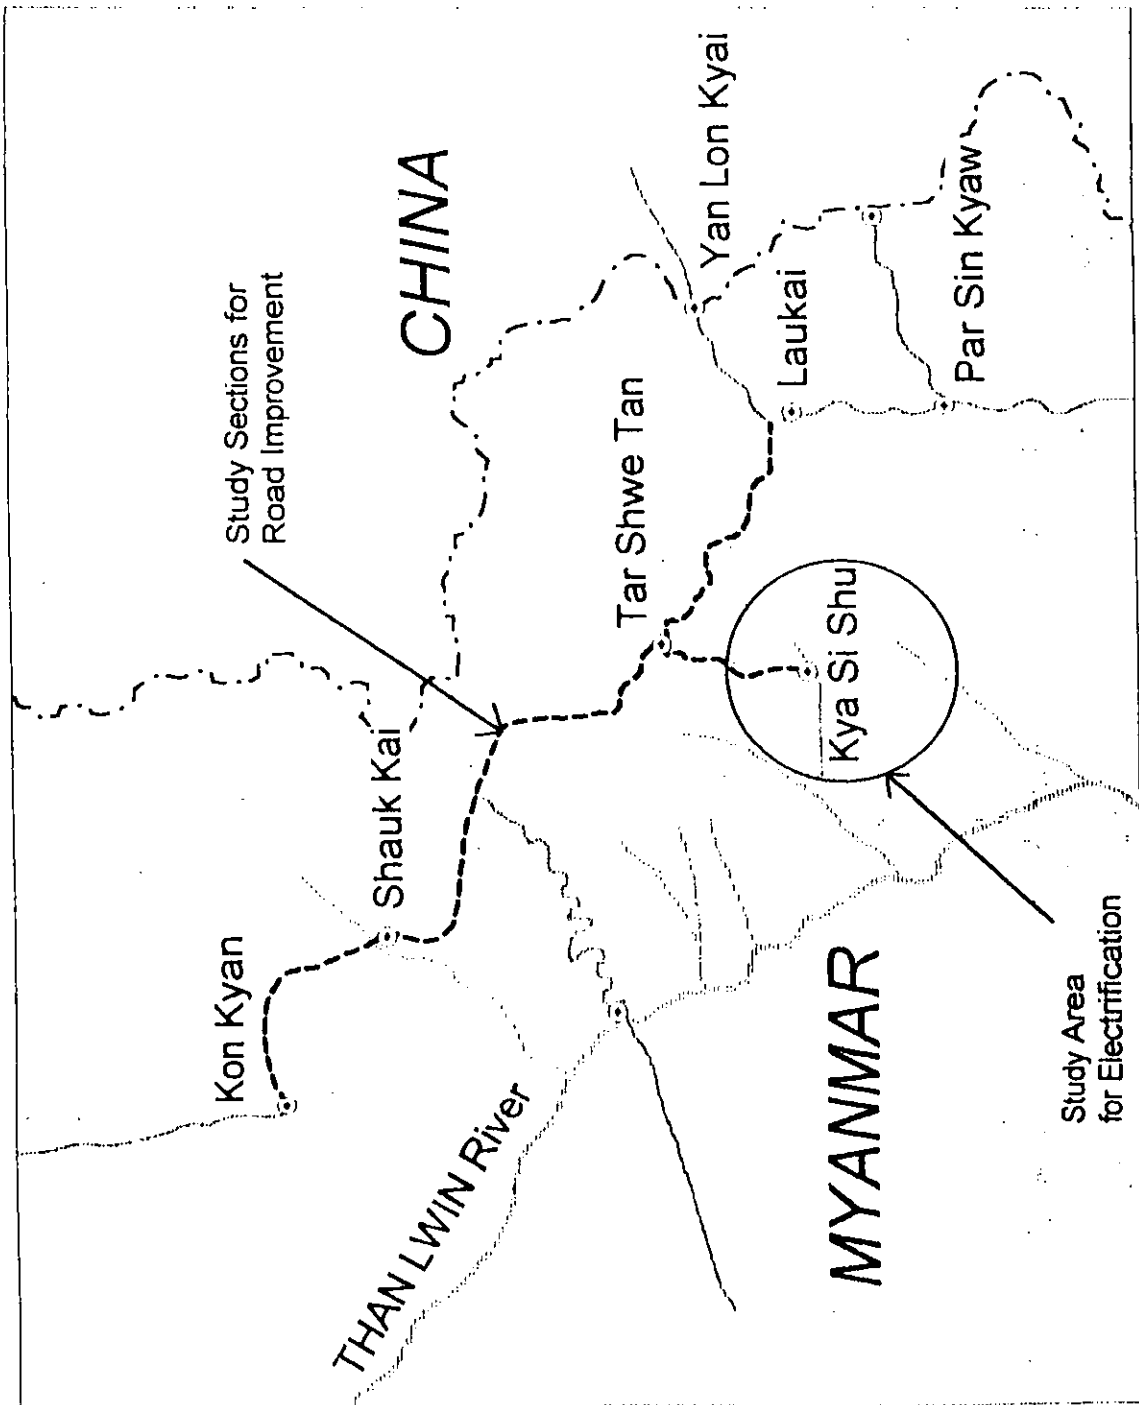 Kon Kyan
Shauk Kai
Study Sections for
Road Improvement
CHINA
THAN LWIN River
Tar Shwe Tan
Yan Lon Kyai
Kya Si Shu
Laukai
MYANMAR
Par Sin Kyaw
Study Area
for Electrification